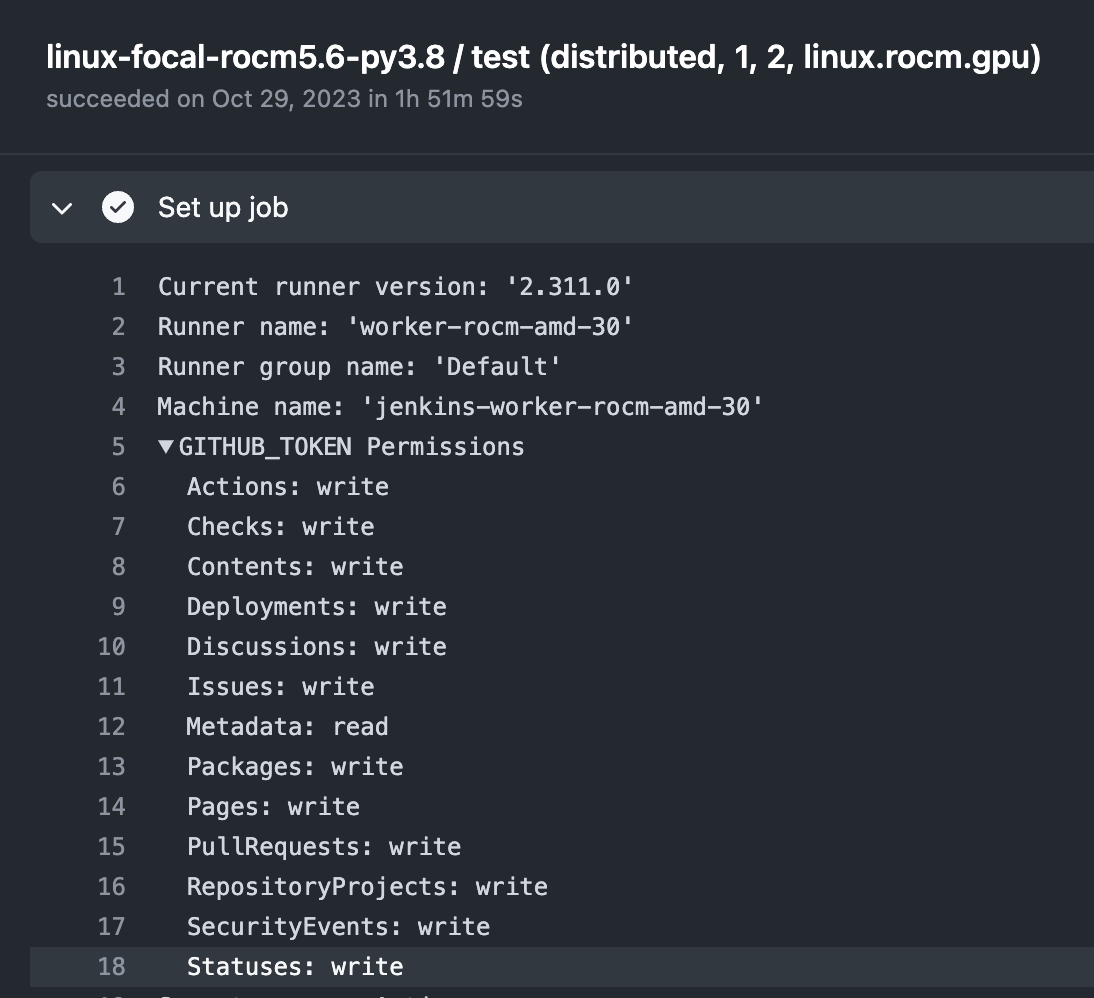 linux-focal-rocm5.6-py3.8 / test (distributed, 1, 2, linux.rocm.gpu)
succeeded on Oct 29, 2023 in 1h 51m 59s
Set up job
1 Current runner version: '2.311.0'
2 Runner name: 'worker-rocm-amd-30'
3 Runner group name: 'Default'
4 Machine name: 'jenkins-worker-rocm-amd-30'
5 ▼GITHUB_TOKEN Permissions
6 Actions: write
7 Checks: write
8 Contents: write
9 Deployments: write
10 Discussions: write
11 Issues: write
12 Metadata: read
13 Packages: write
14 Pages: write
15 PullRequests: write
16 RepositoryProjects: write
17 SecurityEvents: write
18 Statuses: write